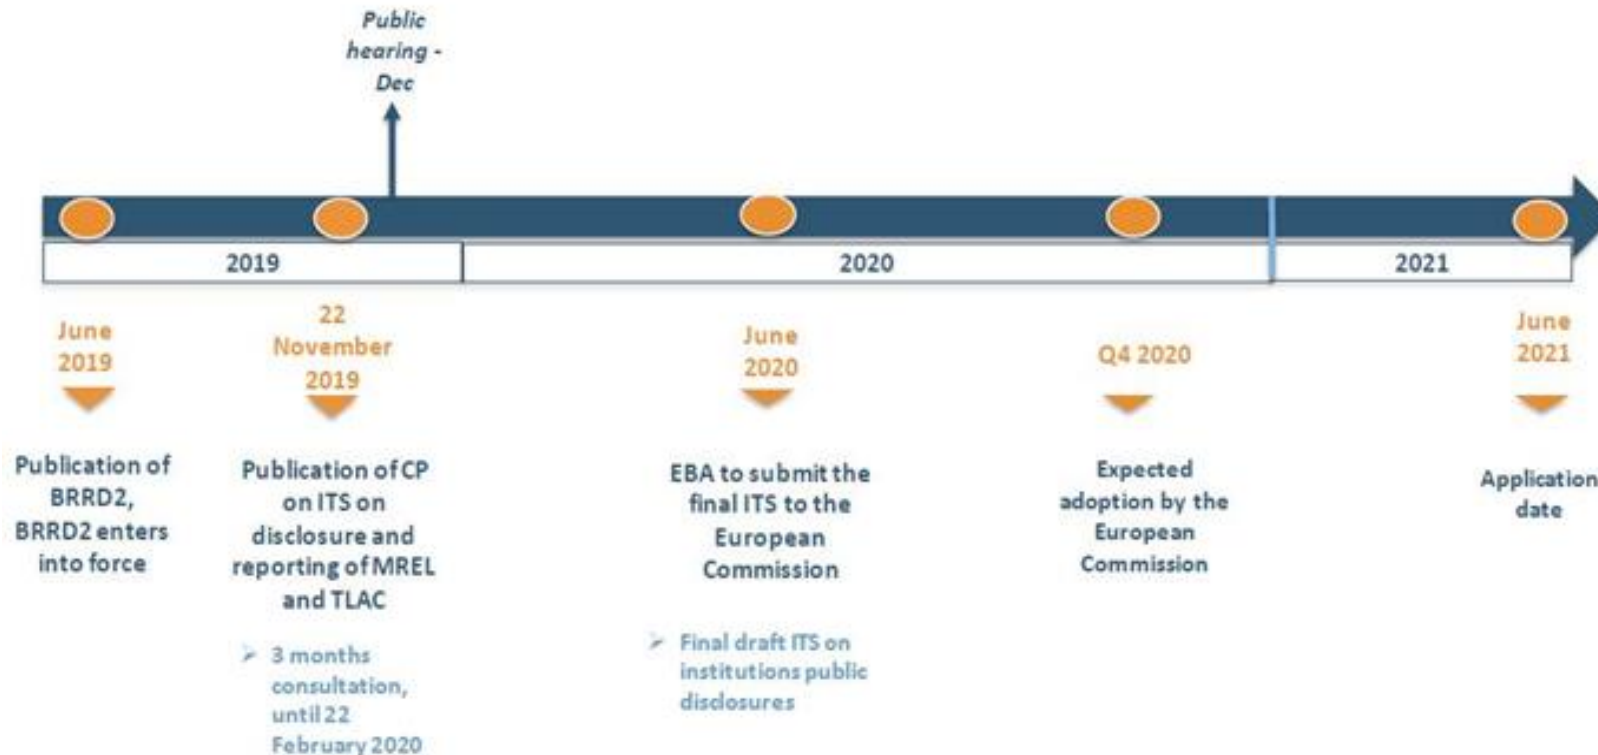 Public
hearing -
Dec
2019
2020
2021
June
2019
22
November
2019
June
2020
Q4 2020
June
2021
Publication of
BRRD2,
BRRD2 enters
into force
Publication of CP
on ITS on
disclosure and
reporting of MREL
and TLAC
➢ 3 months
consultation,
until 22
February 2020
EBA to submit the
final ITS to the
European
Commission
➢ Final draft ITS on
institutions public
disclosures
Expected
adoption by the
European
Commission
Application
date